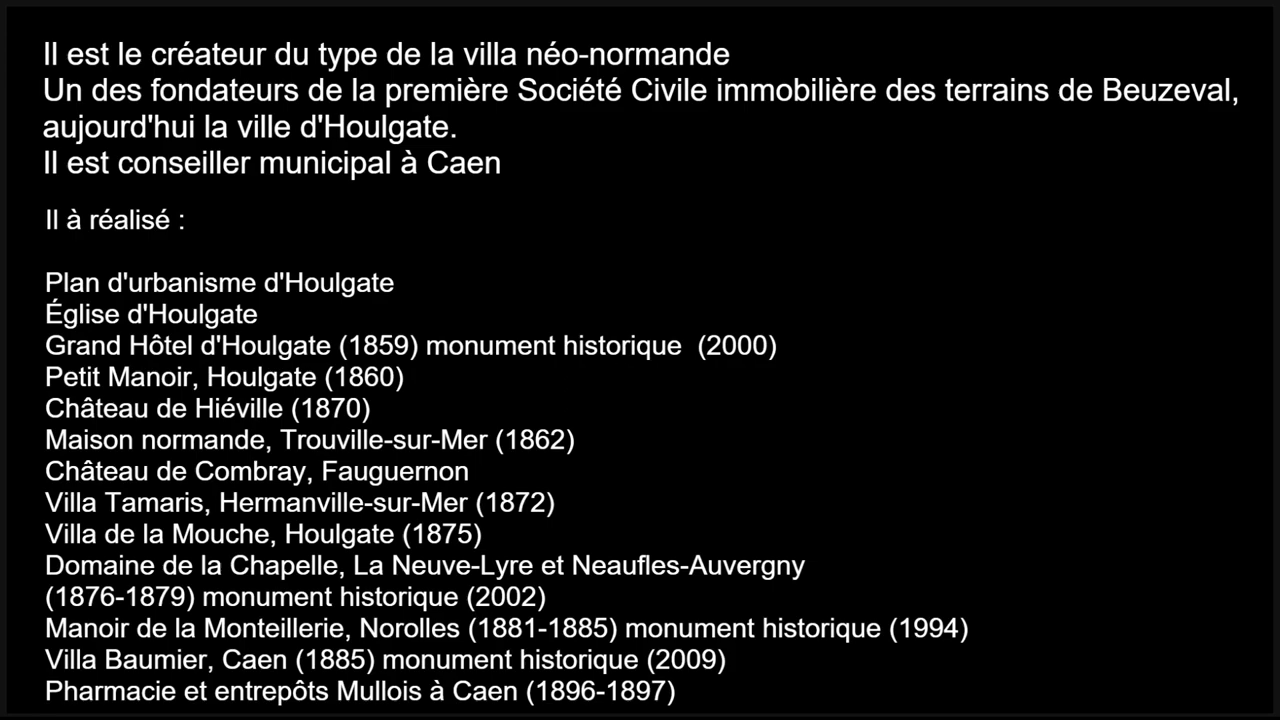 Il est le créateur du type de la villa néo-normande
Un des fondateurs de la première Société Civile immobilière des terrains de Beuzeval,
aujourd'hui la ville d'Houlgate.
Il est conseiller municipal à Caen
Il à réalisé :
Plan d'urbanisme d'Houlgate
Église d'Houlgate
Grand Hôtel d'Houlgate (1859) monument historique  (2000)
Petit Manoir, Houlgate (1860)
Château de Hiéville (1870)
Maison normande, Trouville-sur-Mer (1862)
Château de Combray, Fauguernon
Villa Tamaris, Hermanville-sur-Mer (1872)
Villa de la Mouche, Houlgate (1875)
Domaine de la Chapelle, La Neuve-Lyre et Neaufles-Auvergny
(1876-1879) monument historique (2002)
Manoir de la Monteillerie, Norolles (1881-1885) monument historique (1994)
Villa Baumier, Caen (1885) monument historique (2009)
Pharmacie et entrepôts Mullois à Caen (1896-1897)